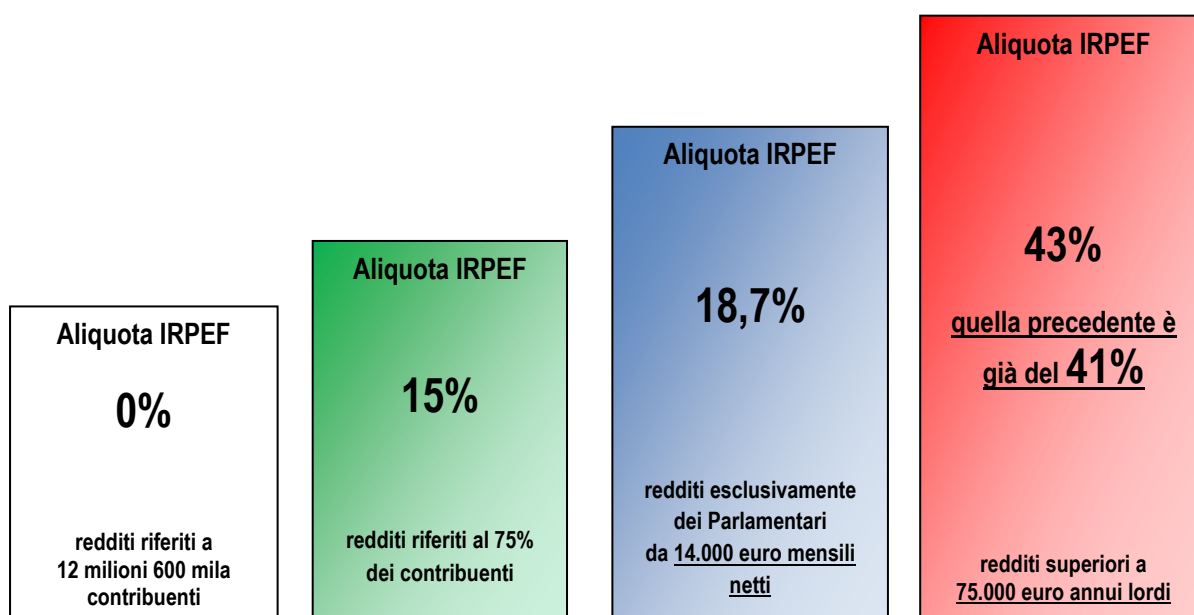 Aliquota IRPEF
0%
redditi riferiti a
12 milioni 600 mila
contribuenti
Aliquota IRPEF
15%
redditi riferiti al 75%
dei contribuenti
Aliquota IRPEF
18,7%
redditi esclusivamente
dei Parlamentari
da 14.000 euro mensili
netti
Aliquota IRPEF
43%
quella precedente è
già del 41%
redditi superiori a
75.000 euro annui lordi